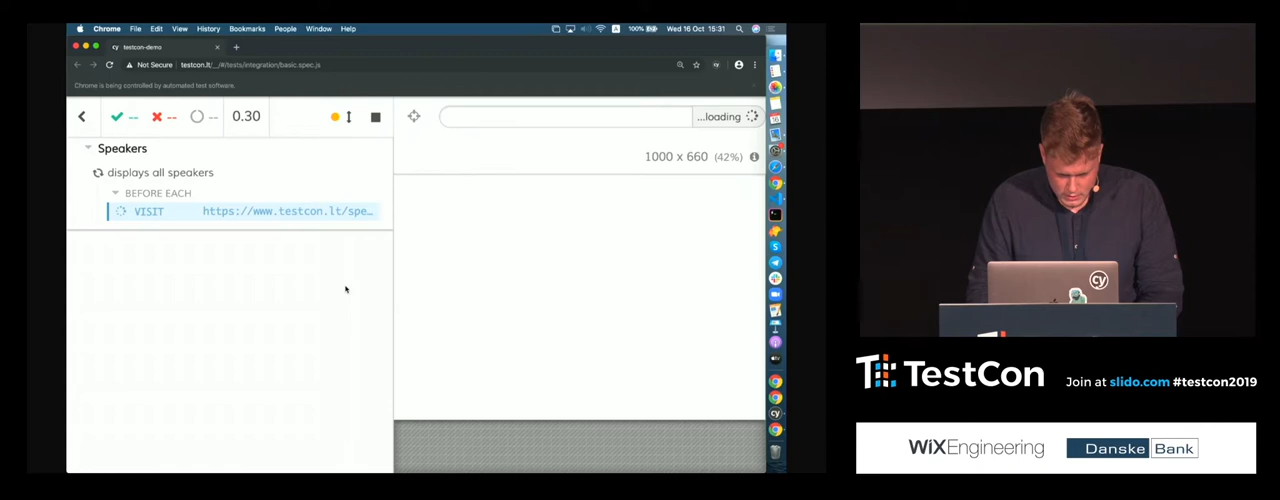 Chrome File Edit View History Bookmarks People Window Help
100% Wed 16 Oct 15:31
cy testcon-demo
Not Secure testcon.lt/__/#/tests/integration/basic.spec.js
Chrome is being controlled by automated test software.
-- -- -- 0.30
...loading
1000 x 660 (42%)
Speakers
displays all speakers
BEFORE EACH
VISIT https://www.testcon.lt/spe...
cy
TestCon
Join at slido.com #testcon2019
WiXEngineering
Danske Bank